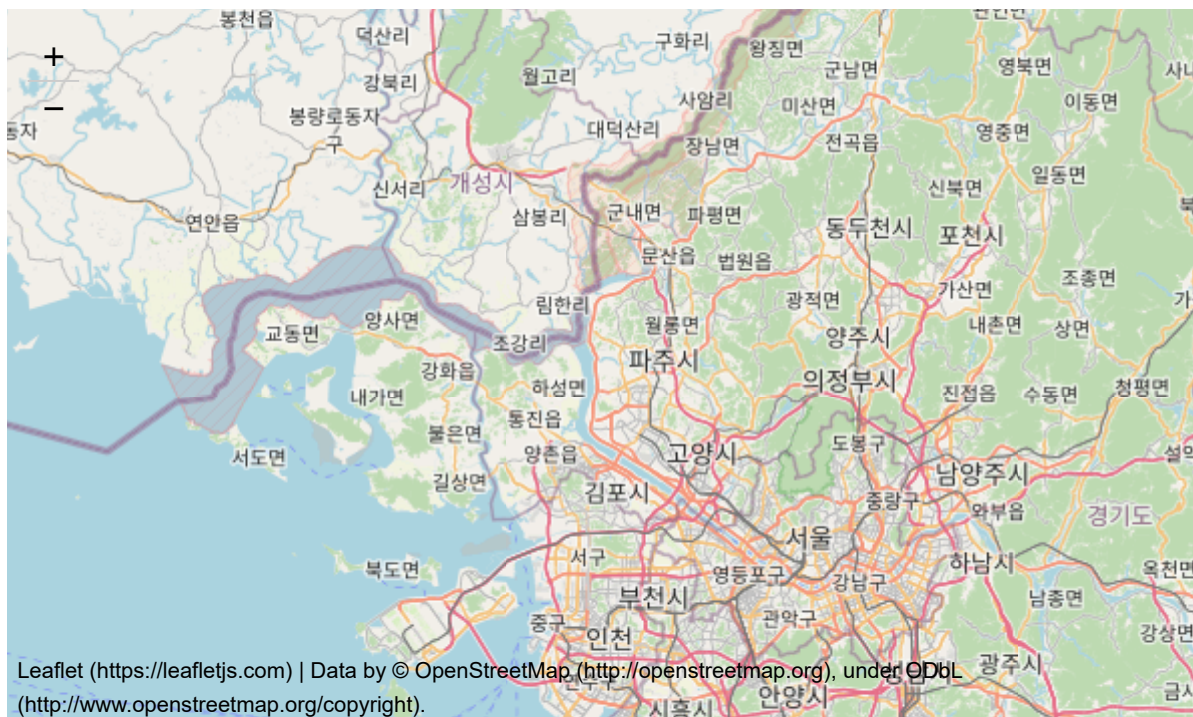 봉천읍
덕산리
구화리
왕징면
+
강북리
월고리
군남면
영북면
사암리
미산면
이동면
−
봉량로동자
구
대덕산리
동자
장남면
전곡읍
영중면
일동면
신서리
개성시
신북면
연안읍
삼봉리
군내면
파평면
동두천시
포천시
문산읍
법원읍
조종면
가산면
림한리
광적면
교동면
양사면
월롱면
양주시
내촌면
상면
조강리
파주시
강화읍
의정부시
하성면
진접읍
수동면
청평면
내가면
통진읍
불은면
도봉구
서도면
양촌읍
고양시
남양주시
길상면
김포시
중랑구
와부읍
경기도
서울
서구
하남시
북도면
영등포구
강남구
옥천면
부천시
남종면
관악구
중구
인천
강상면
Leaflet (https://leafletjs.com) | Data by © OpenStreetMap (http://openstreetmap.org), under ODbL
광주시
(http://www.openstreetmap.org/copyright).
안양시
시흥시